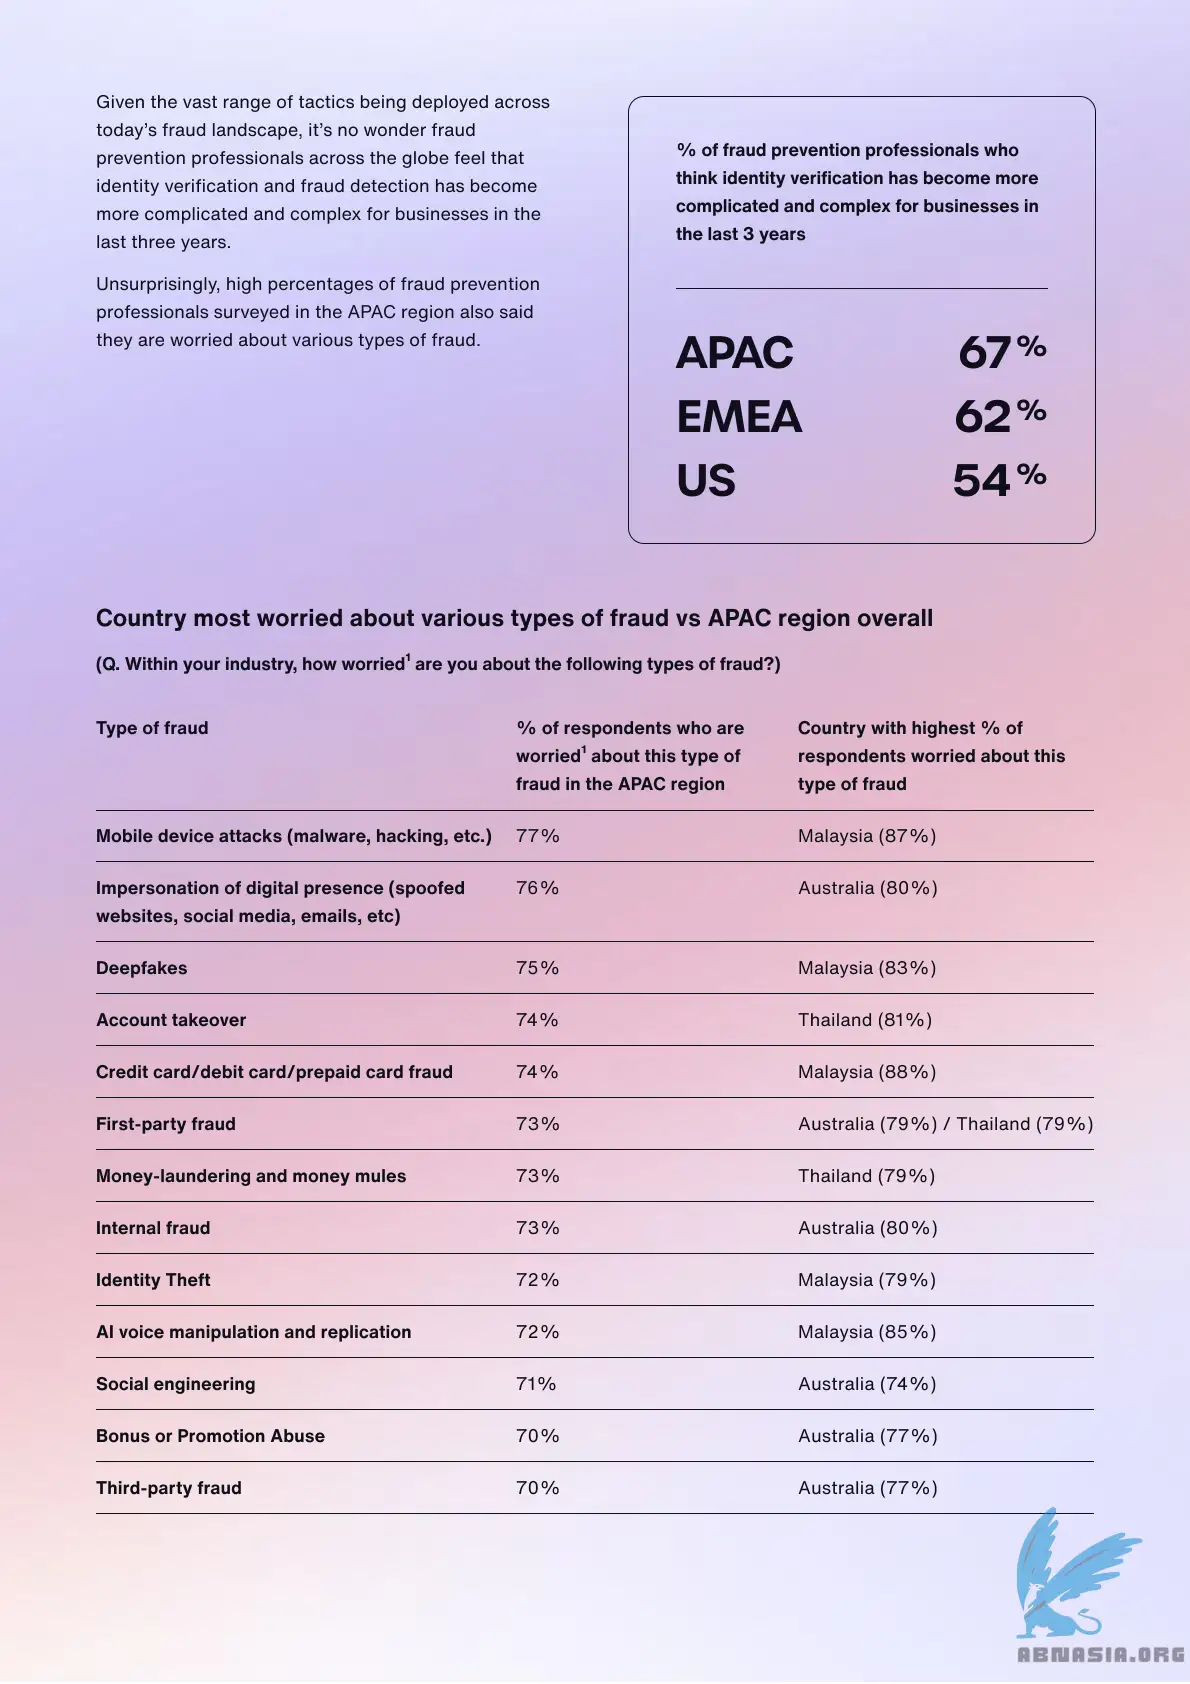 Given the vast range of tactics being deployed across
today’s fraud landscape, it’s no wonder fraud
prevention professionals across the globe feel that
identity verification and fraud detection has become
more complicated and complex for businesses in the
last three years.
Unsurprisingly, high percentages of fraud prevention
professionals surveyed in the APAC region also said
they are worried about various types of fraud.
% of fraud prevention professionals who
think identity verification has become more
complicated and complex for businesses in
the last 3 years
APAC 67%
EMEA 62%
US 54%
Country most worried about various types of fraud vs APAC region overall
(Q. Within your industry, how worried¹ are you about the following types of fraud?)
Type of fraud
% of respondents who are
worried¹ about this type of
fraud in the APAC region
Country with highest % of
respondents worried about this
type of fraud
Mobile device attacks (malware, hacking, etc.) 77% Malaysia (87%)
Impersonation of digital presence (spoofed 76% Australia (80%)
websites, social media, emails, etc)
Deepfakes 75% Malaysia (83%)
Account takeover 74% Thailand (81%)
Credit card/debit card/prepaid card fraud 74% Malaysia (88%)
First-party fraud 73% Australia (79%) / Thailand (79%)
Money-laundering and money mules 73% Thailand (79%)
Internal fraud 73% Australia (80%)
Identity Theft 72% Malaysia (79%)
AI voice manipulation and replication 72% Malaysia (85%)
Social engineering 71% Australia (74%)
Bonus or Promotion Abuse 70% Australia (77%)
Third-party fraud 70% Australia (77%)
ABNASIA.ORG